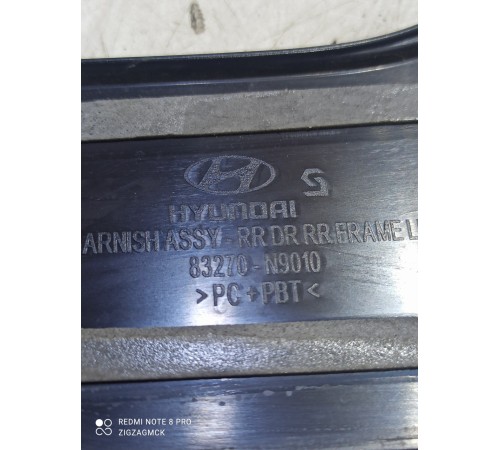 HYUNDAI
ARNISH ASSY - RR DR RR FRAME L
83270 - N9010
>PC+PBT<
REDMI NOTE 8 PRO
ZIGZAGMCK